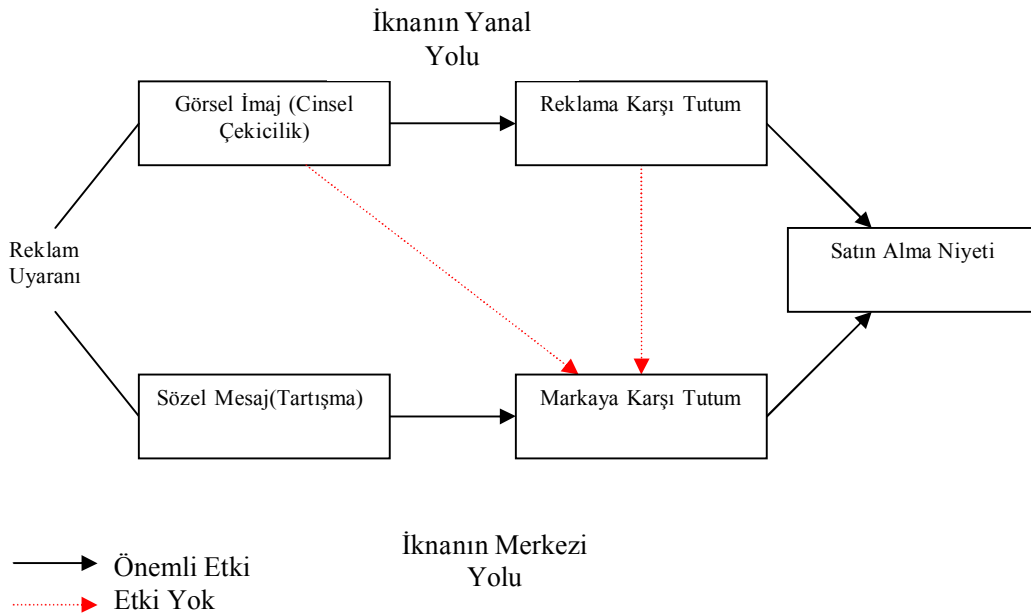 İknanın Yanal
Yolu
Görsel İmaj (Cinsel
Çekicilik)
Reklama Karşı Tutum
Reklam
Uyaranı
Satın Alma Niyeti
Sözel Mesaj(Tartışma)
Markaya Karşı Tutum
İknanın Merkezi
Yolu
Önemli Etki
Etki Yok